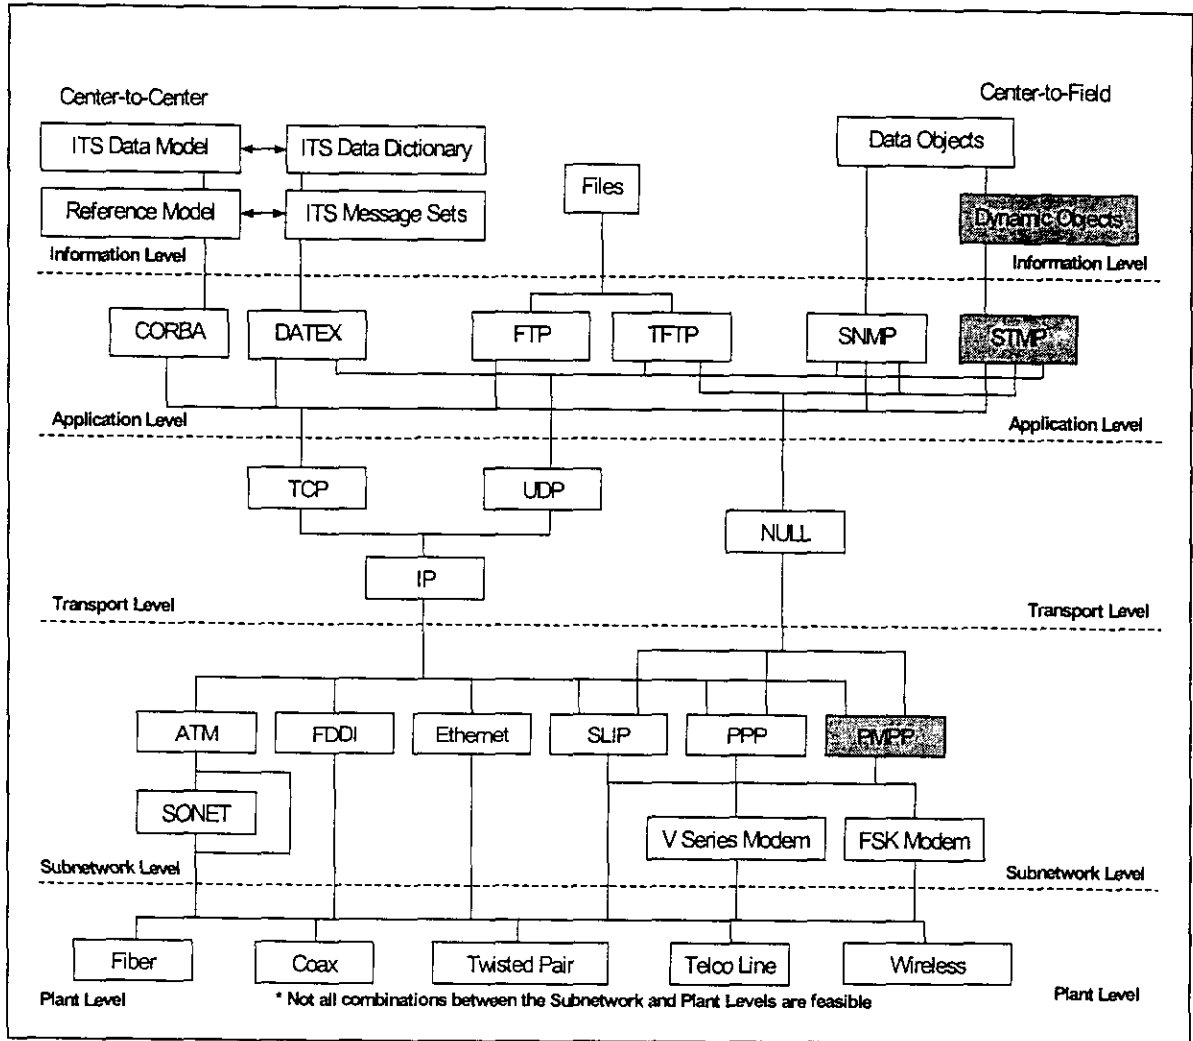 Center-to-Center
Center-to-Field
ITS Data Model
ITS Data Dictionary
Data Objects
Files
Reference Model
ITS Message Sets
Dynamic Objects
Information Level
Information Level
CORBA
DATEX
FTP
TFTP
SNMP
STMP
Application Level
Application Level
TCP
UDP
NULL
IP
Transport Level
Transport Level
ATM
FDDI
Ethernet
SLIP
PPP
PMPP
SONET
V Series Modem
FSK Modem
Subnetwork Level
Subnetwork Level
Fiber
Coax
Twisted Pair
Telco Line
Wireless
Plant Level
* Not all combinations between the Subnetwork and Plant Levels are feasible
Plant Level